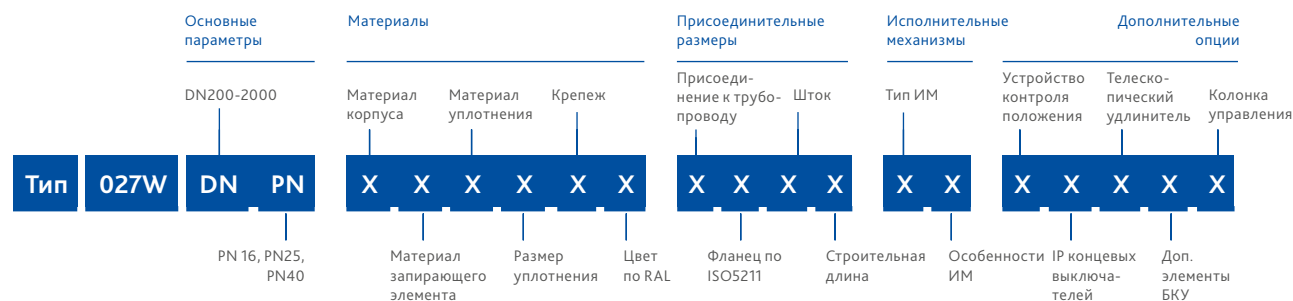 Основные
параметры
Материалы
Присоединительные
размеры
Исполнительные
механизмы
Дополнительные
опции
DN200-2000
Материал
корпуса
Материал
уплотнения
Крепеж
Присоеди-
нение к трубо-
проводу
Шток
Тип ИМ
Устройство
контроля
положения
Телеско-
пический
удлинитель
Колонка
управления
Тип 027W DN PN X X X X X X X X X X X X X X X X X
PN 16, PN25,
PN40
Материал
запирающего
элемента
Размер
уплотнения
Цвет
по RAL
Фланец по
ISO5211
Строительная
длина
Особенности
ИМ
IP концевых
выключа-
телей
Доп.
элементы
БКУ